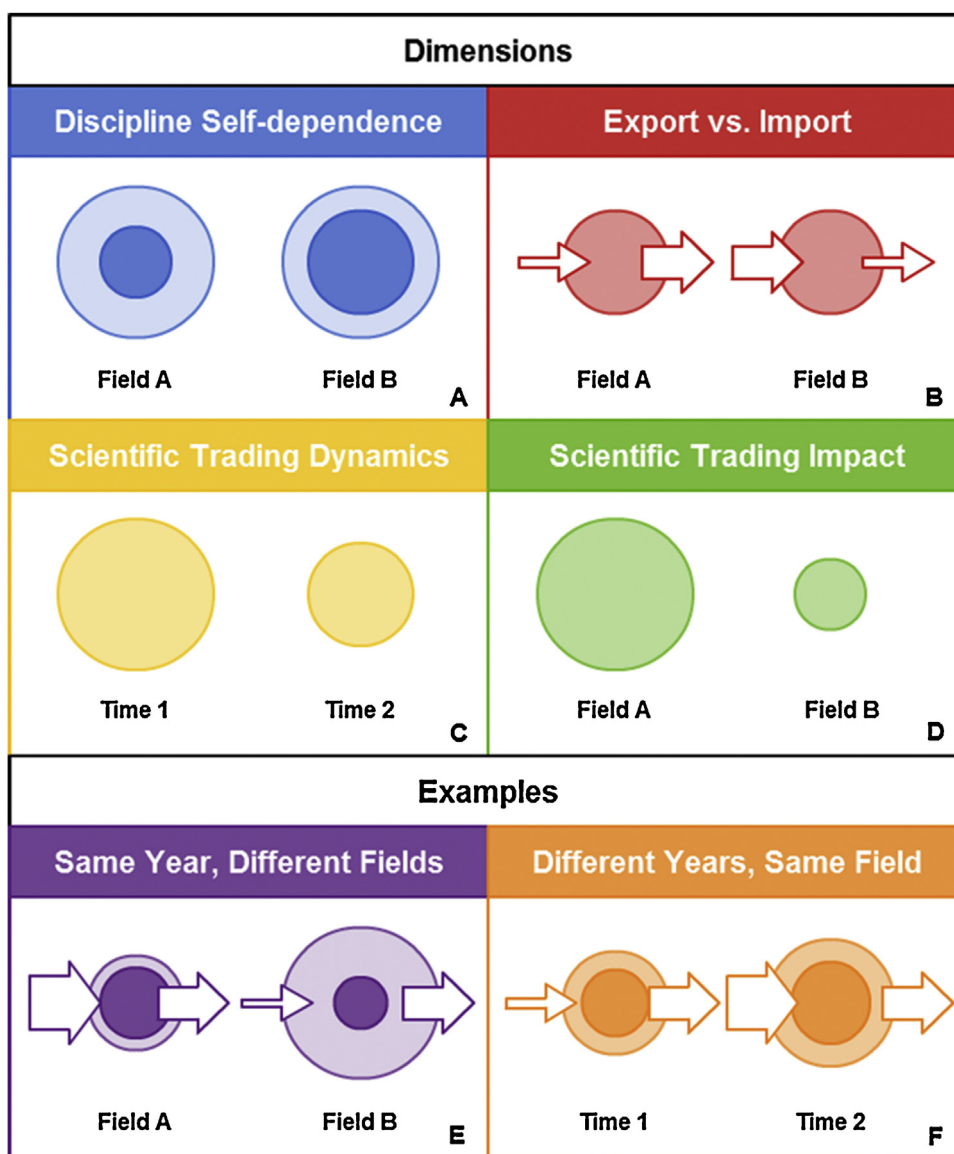 Dimensions
Discipline Self-dependence
Export vs. Import
Field A
Field B
A
Field A
Field B
B
Scientific Trading Dynamics
Scientific Trading Impact
Time 1
Time 2
C
Field A
Field B
D
Examples
Same Year, Different Fields
Different Years, Same Field
Field A
Field B
E
Time 1
Time 2
F